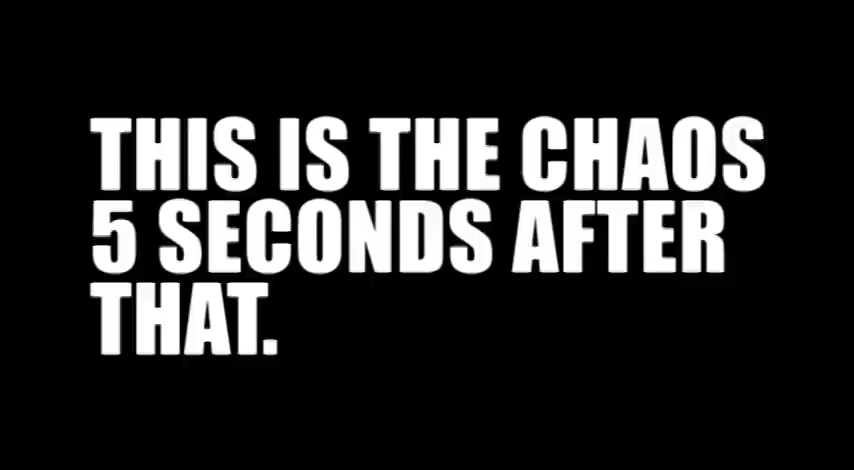 THIS IS THE CHAOS
5 SECONDS AFTER
THAT.